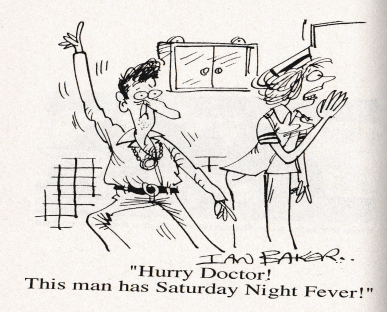 IAN BAKER..
"Hurry Doctor!
This man has Saturday Night Fever!"